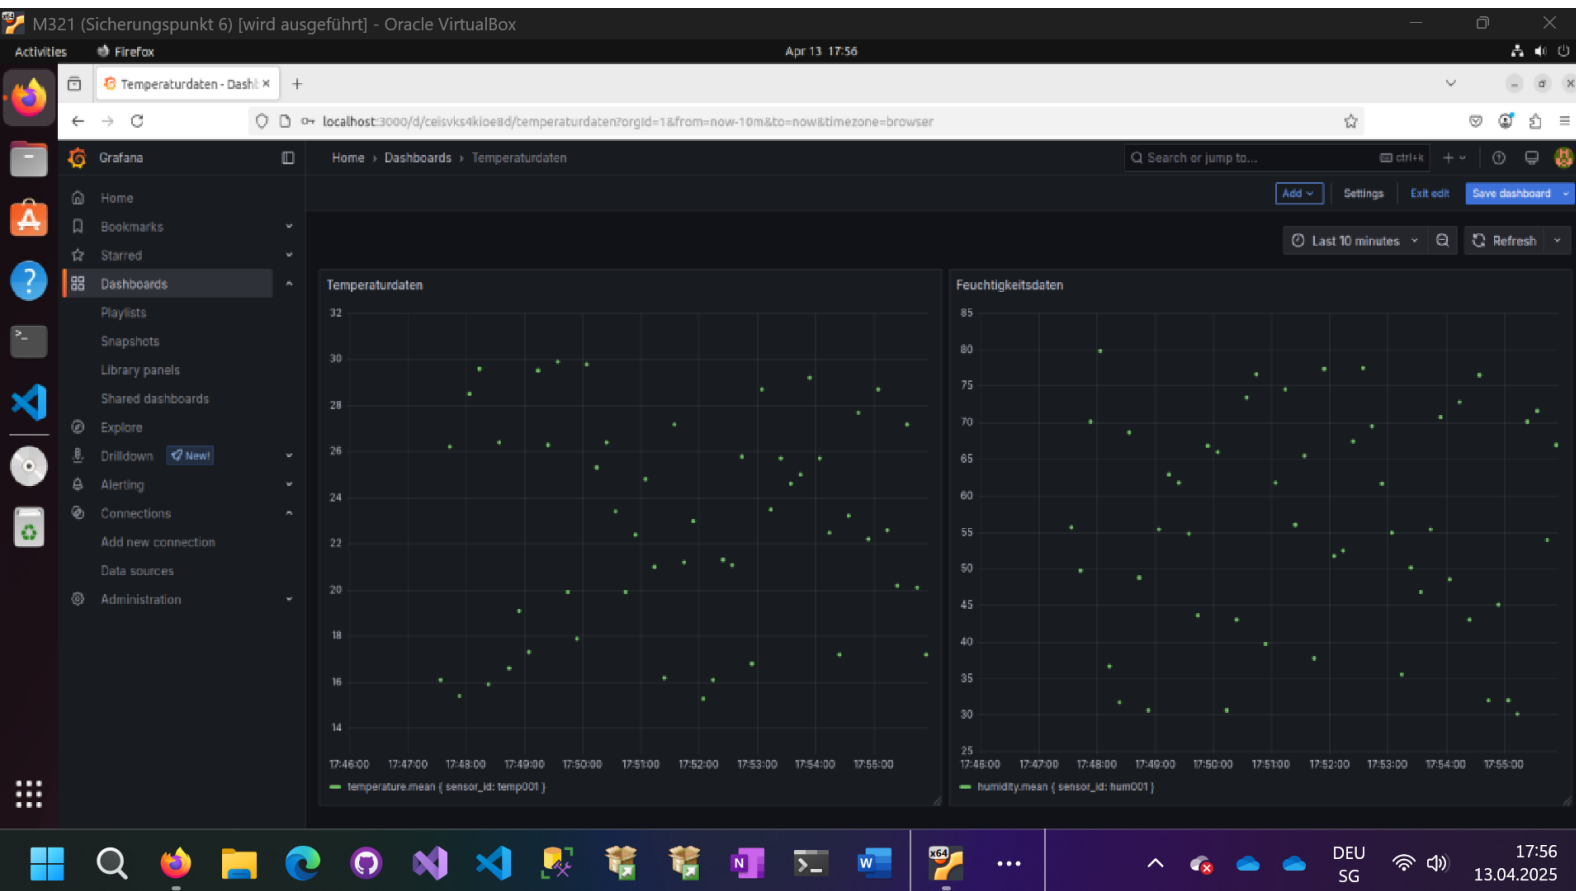 M321 (Sicherungspunkt 6) [wird ausgeführt] - Oracle VirtualBox
Activities Firefox Apr 13 17:56
Temperaturdaten - Dashl
localhost:3000/d/ceisvks4kioe8d/temperaturdaten?orgId=1&from=now-10m&to=now&timezone=browser
Grafana
Home › Dashboards › Temperaturdaten
Search or jump to... ctrl+k
Add Settings Exit edit Save dashboard
Last 10 minutes Refresh
Home
Bookmarks
Starred
Dashboards
Playlists
Snapshots
Library panels
Shared dashboards
Explore
Drilldown New!
Alerting
Connections
Add new connection
Data sources
Administration
Temperaturdaten
32
30
28
26
24
22
20
18
16
14
17:46:00 17:47:00 17:48:00 17:49:00 17:50:00 17:51:00 17:52:00 17:53:00 17:54:00 17:55:00
temperature.mean { sensor_id: temp001 }
Feuchtigkeitsdaten
85
80
75
70
65
60
55
50
45
40
35
30
25
17:46:00 17:47:00 17:48:00 17:49:00 17:50:00 17:51:00 17:52:00 17:53:00 17:54:00 17:55:00
humidity.mean { sensor_id: hum001 }
x64
DEU
SG
17:56
13.04.2025